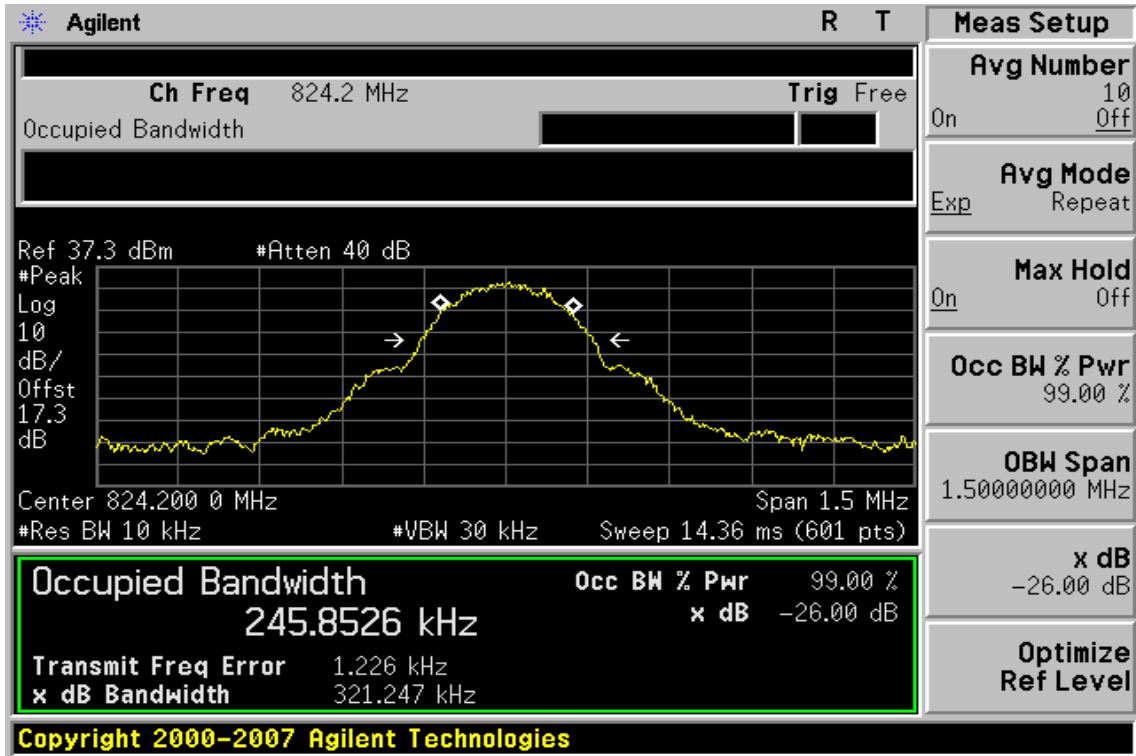 Agilent R T
Ch Freq 824.2 MHz Trig Free
Occupied Bandwidth
Ref 37.3 dBm #Atten 40 dB
#Peak
Log
10
dB/
Offst
17.3
dB
Center 824.200 0 MHz Span 1.5 MHz
#Res BW 10 kHz #VBW 30 kHz Sweep 14.36 ms (601 pts)
Occupied Bandwidth Occ BW % Pwr 99.00 %
245.8526 kHz x dB -26.00 dB
Transmit Freq Error 1.226 kHz
x dB Bandwidth 321.247 kHz
Copyright 2000-2007 Agilent Technologies
Meas Setup
Avg Number
10
On Off
Avg Mode
Exp Repeat
Max Hold
On Off
Occ BW % Pwr
99.00 %
OBW Span
1.50000000 MHz
x dB
-26.00 dB
Optimize
Ref Level